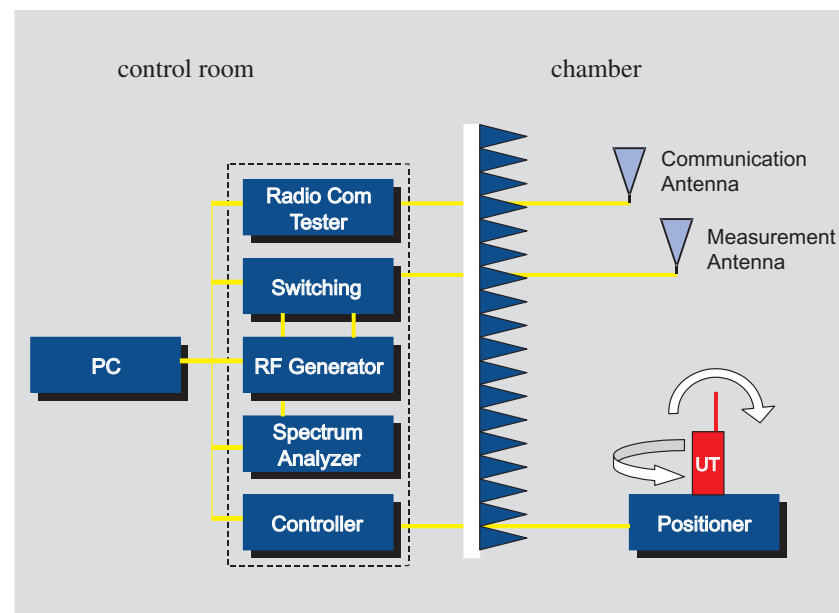 control room
chamber
Communication
Antenna
Measurement
Antenna
Radio Com
Tester
Switching
PC
RF Generator
Spectrum
Analyzer
Controller
UT
Positioner